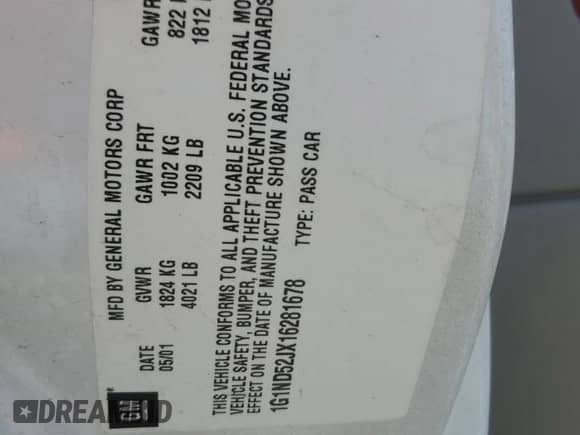 GM
MFD BY GENERAL MOTORS CORP
DATE GVWR GAWR FRT GAWR
05/01 1824 KG 1002 KG 822
4021 LB 2209 LB 1812
THIS VEHICLE CONFORMS TO ALL APPLICABLE U.S. FEDERAL MO
VEHICLE SAFETY, BUMPER, AND THEFT PREVENTION STANDARDS
EFFECT ON THE DATE OF MANUFACTURE SHOWN ABOVE.
1G1ND52JX16281678 TYPE: PASS CAR